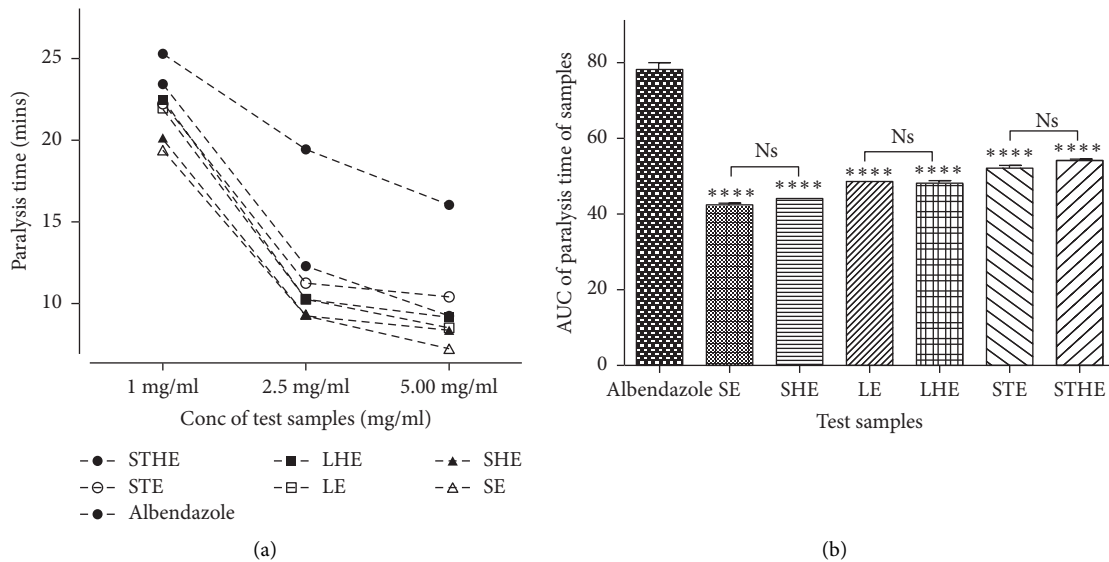 Paralysis time (mins)
25
20
15
10
1 mg/ml 2.5 mg/ml 5.00 mg/ml
Conc of test samples (mg/ml)
STHE LHE SHE
STE LE SE
Albendazole
(a)
AUC of paralysis time of samples
80
60
40
20
0
Ns
Ns
Ns
**** **** **** **** **** ****
Albendazole SE SHE LE LHE STE STHE
Test samples
(b)